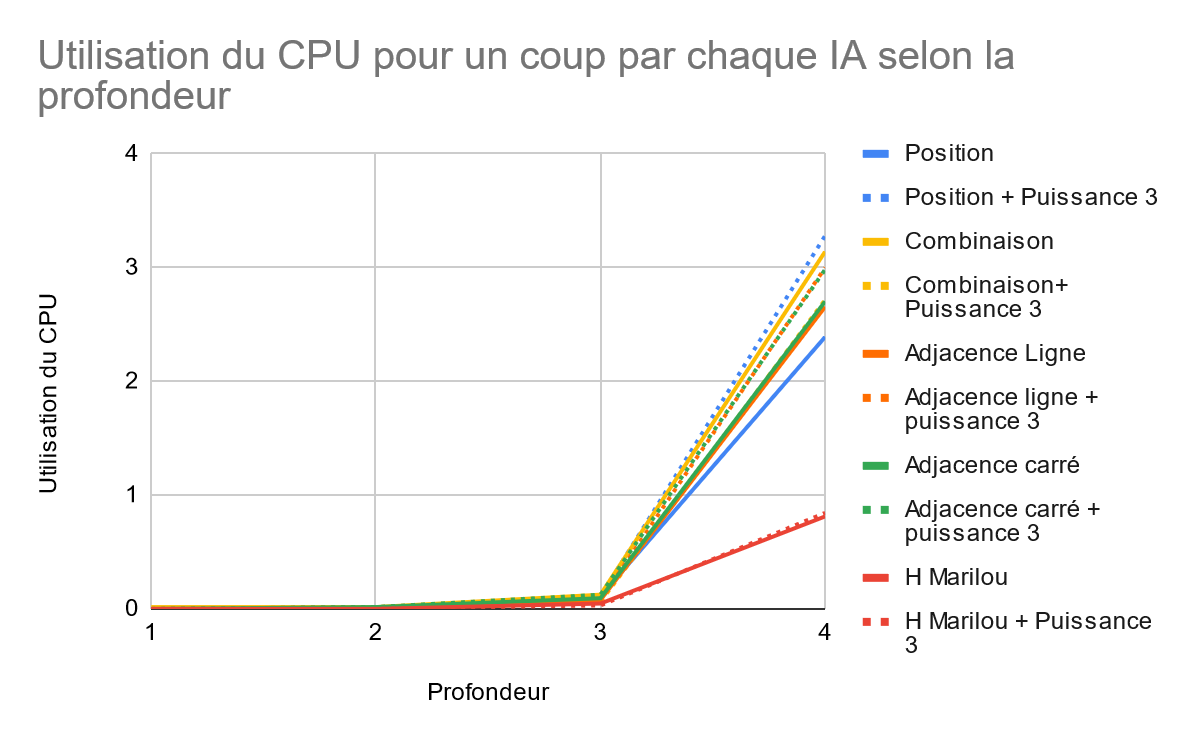 Utilisation du CPU pour un coup par chaque IA selon la
profondeur
4
3
2
1
0
Utilisation du CPU
1
2
3
4
Profondeur
Position
Position + Puissance 3
Combinaison
Combinaison+
Puissance 3
Adjacence Ligne
Adjacence ligne +
puissance 3
Adjacence carré
Adjacence carré +
puissance 3
H Marilou
H Marilou + Puissance
3